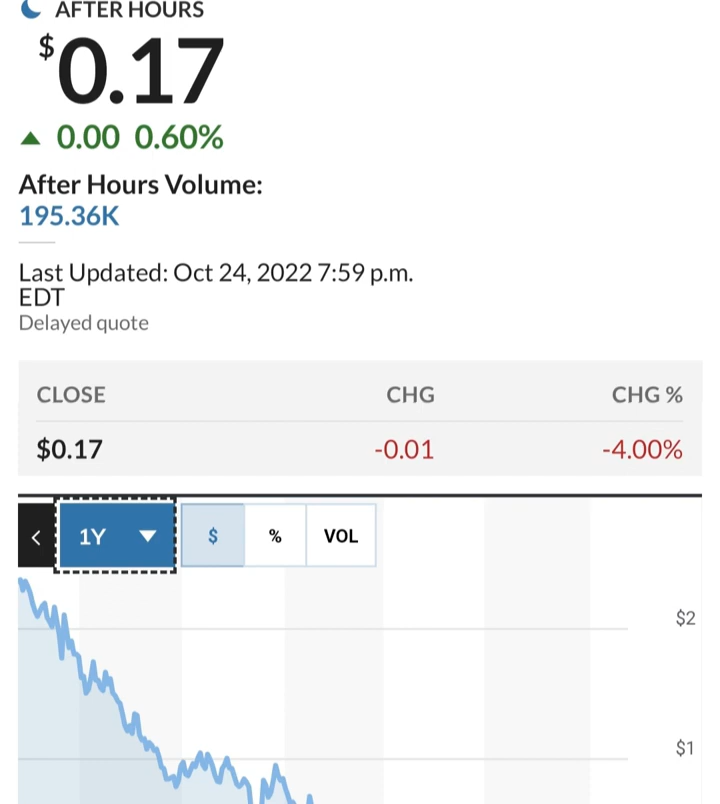 AFTER HOURS
$0.17
▲ 0.00 0.60%
After Hours Volume:
195.36K
Last Updated: Oct 24, 2022 7:59 p.m.
EDT
Delayed quote
CLOSE CHG CHG %
$0.17 -0.01 -4.00%
< 1Y ▼ $ % VOL
$2
$1